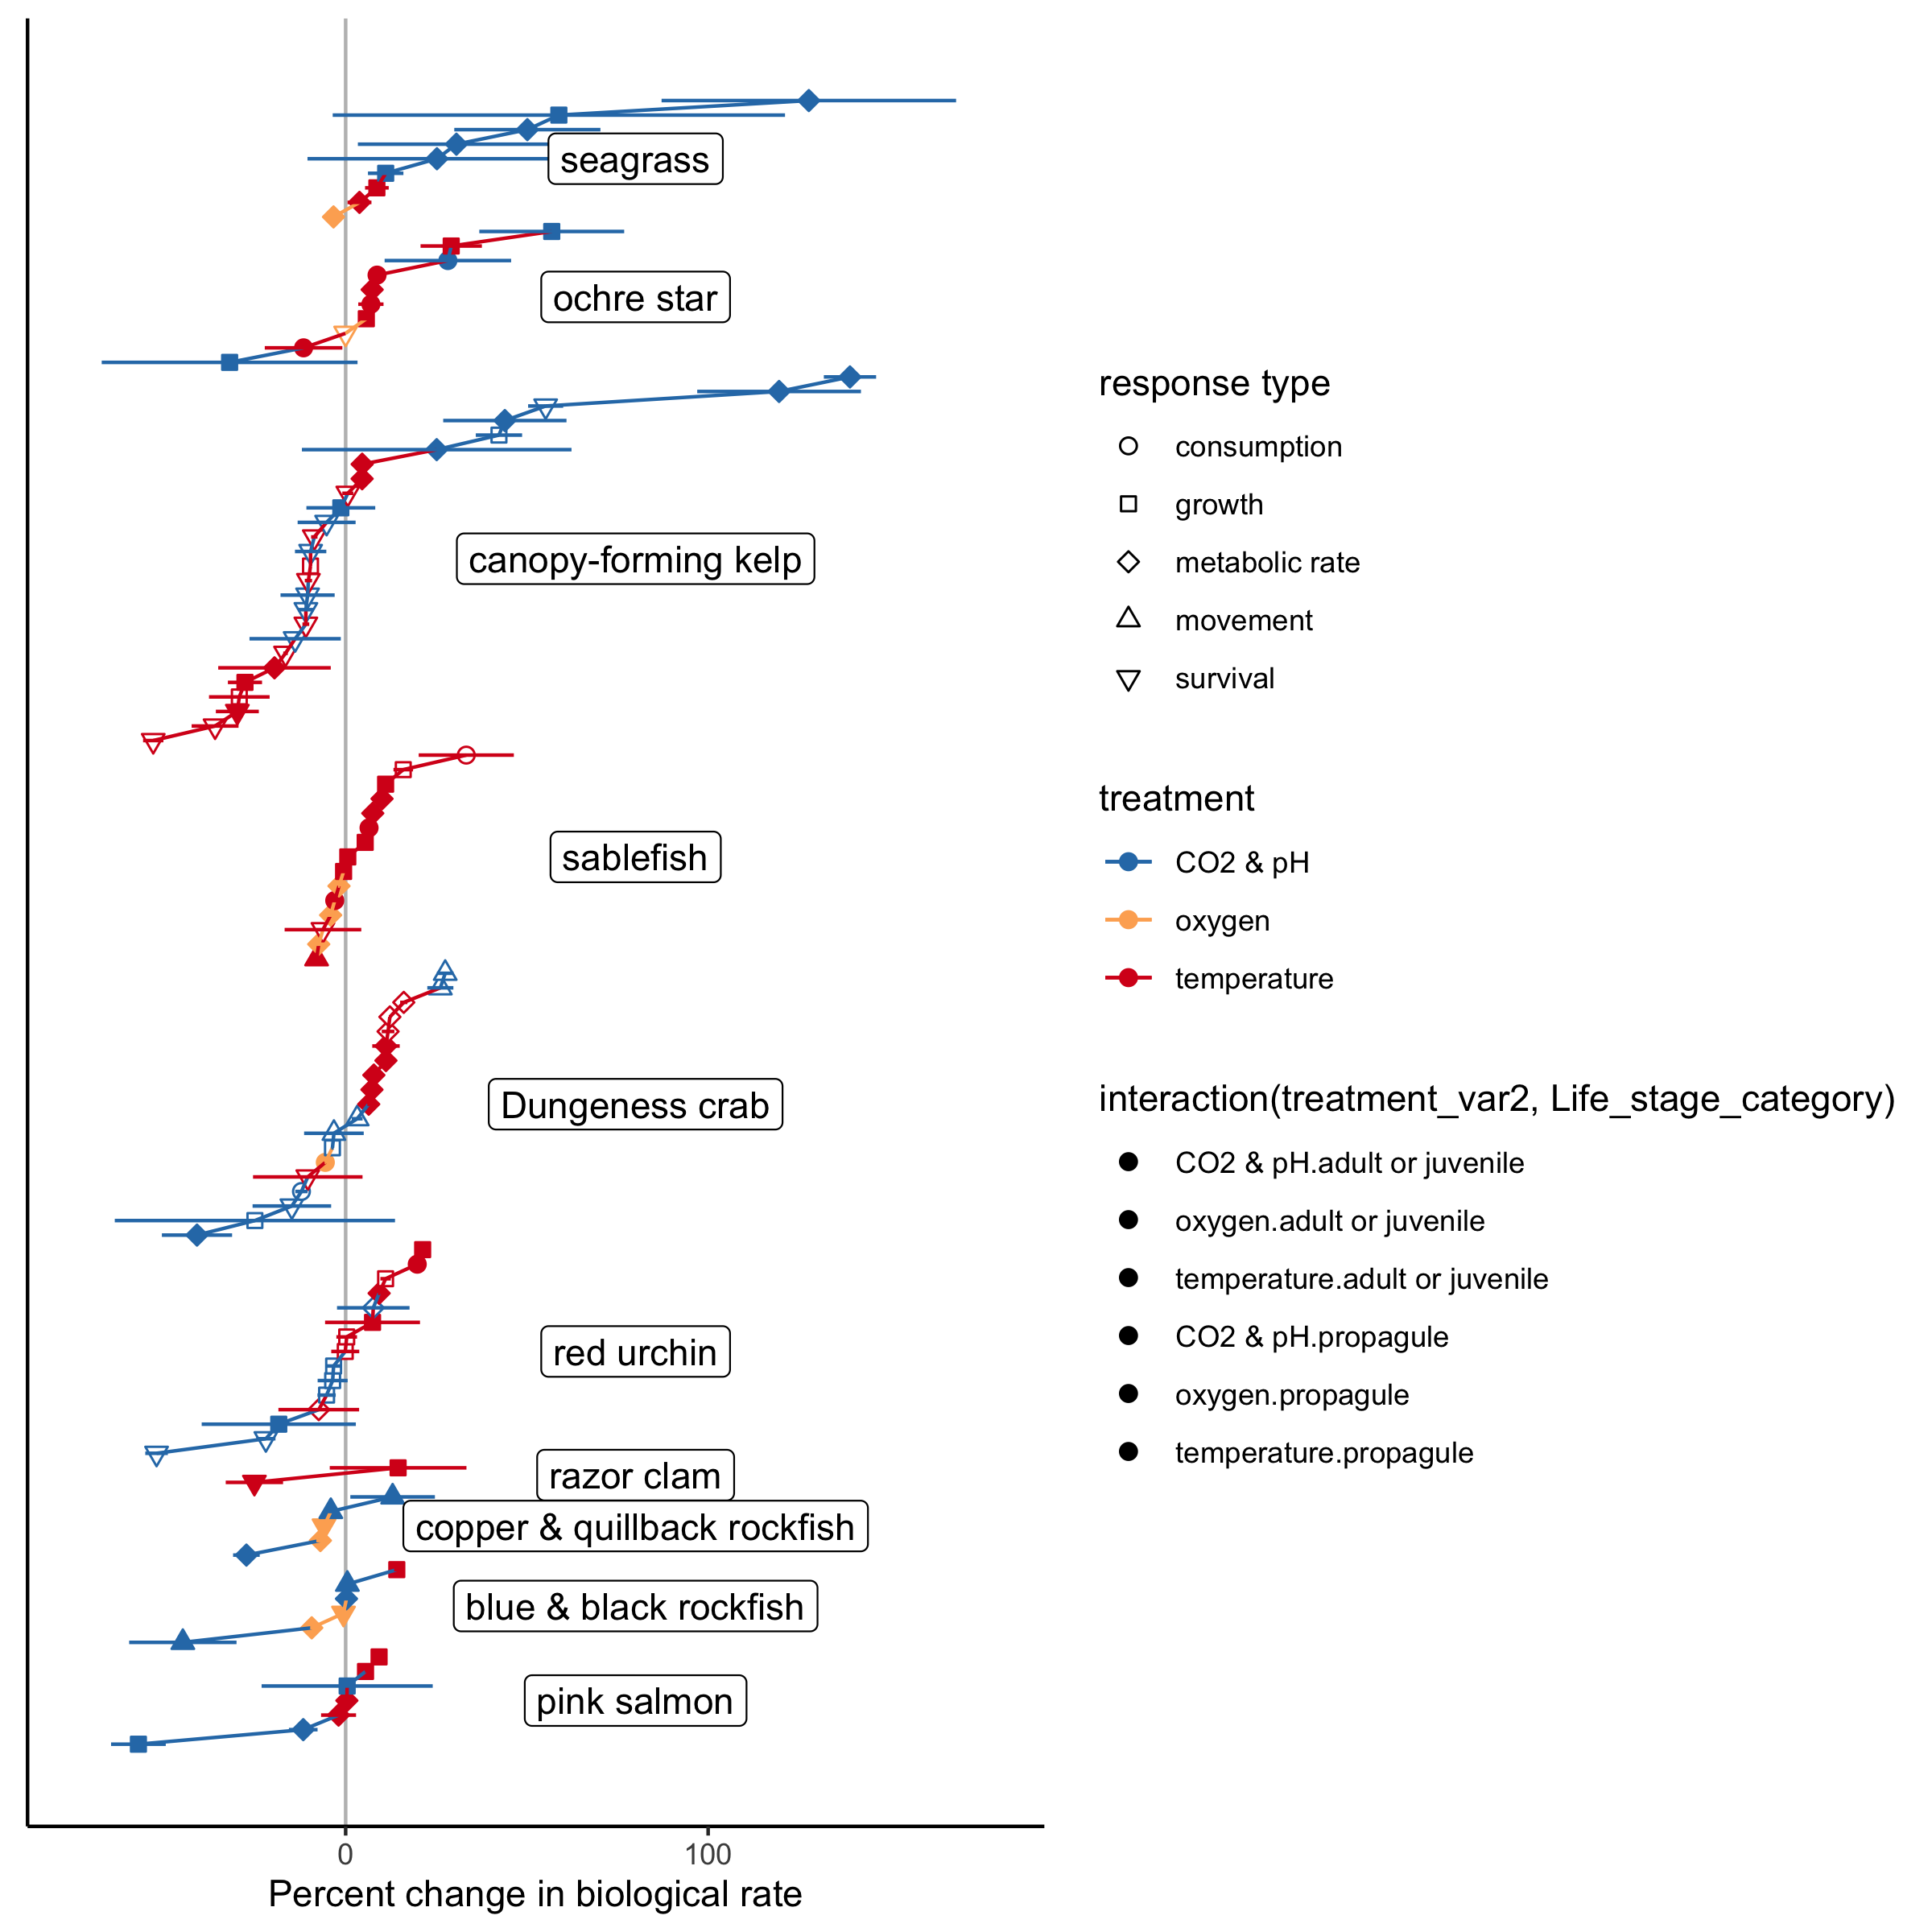 seagrass
ochre star
canopy-forming kelp
sablefish
Dungeness crab
red urchin
razor clam
copper & quillback rockfish
blue & black rockfish
pink salmon
0
100
Percent change in biological rate
response type
consumption
growth
metabolic rate
movement
survival
treatment
CO2 & pH
oxygen
temperature
interaction(treatment_var2, Life_stage_category)
CO2 & pH.adult or juvenile
oxygen.adult or juvenile
temperature.adult or juvenile
CO2 & pH.propagule
oxygen.propagule
temperature.propagule